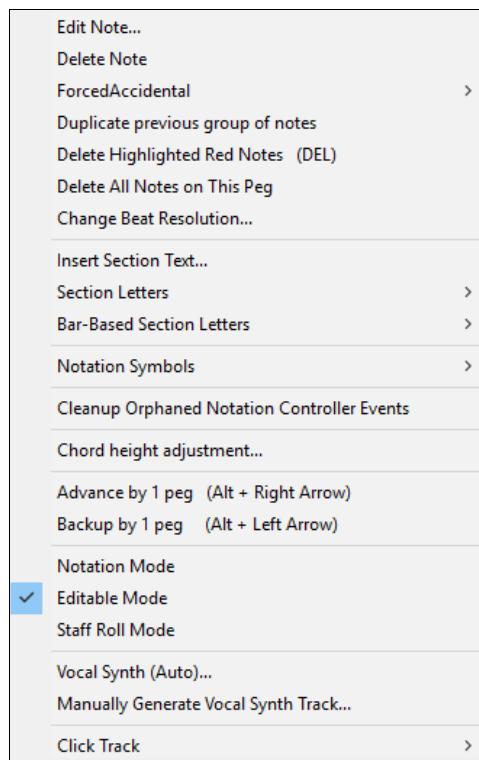 Edit Note...
Delete Note
ForcedAccidental
Duplicate previous group of notes
Delete Highlighted Red Notes (DEL)
Delete All Notes on This Peg
Change Beat Resolution...
Insert Section Text...
Section Letters
Bar-Based Section Letters
Notation Symbols
Cleanup Orphaned Notation Controller Events
Chord height adjustment...
Advance by 1 peg (Alt + Right Arrow)
Backup by 1 peg (Alt + Left Arrow)
Notation Mode
Editable Mode
Staff Roll Mode
Vocal Synth (Auto)...
Manually Generate Vocal Synth Track...
Click Track